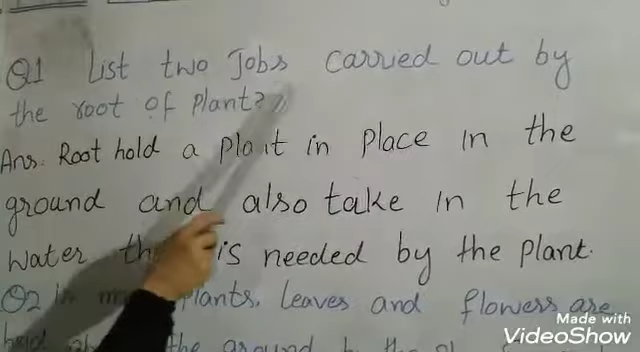 Q1 List two Jobs carried out by
the root of plant?
Ans. Root hold a plant in place in the
ground and also take in the
water is needed by the plant.
Q2 plants, leaves and flowers are
the ground
Made with
VideoShow